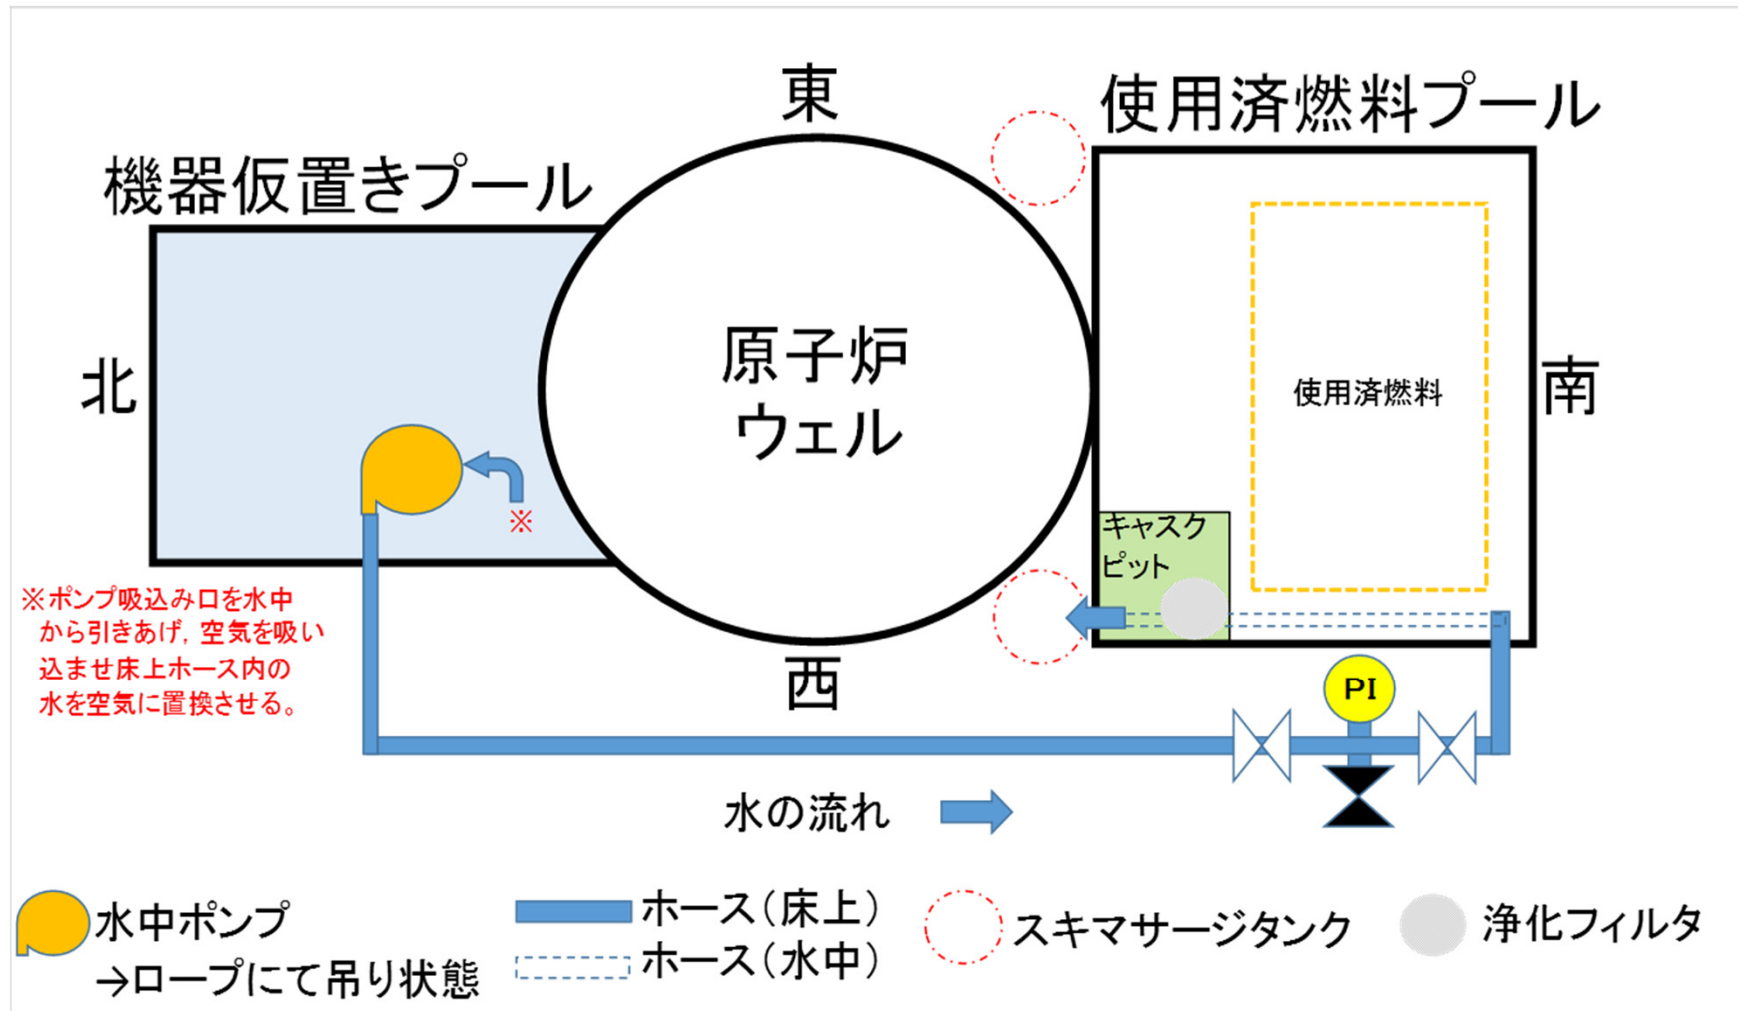 東
使用済燃料プール
機器仮置きプール
原子炉
ウェル
北
使用済燃料
南
キャスク
ピット
※
※ポンプ吸込み口を水中
から引きあげ,空気を吸い
込ませ床上ホース内の
水を空気に置換させる。
西
PI
水の流れ
水中ポンプ
→ロープにて吊り状態
ホース(床上)
ホース(水中)
スキマサージタンク
浄化フィルタ